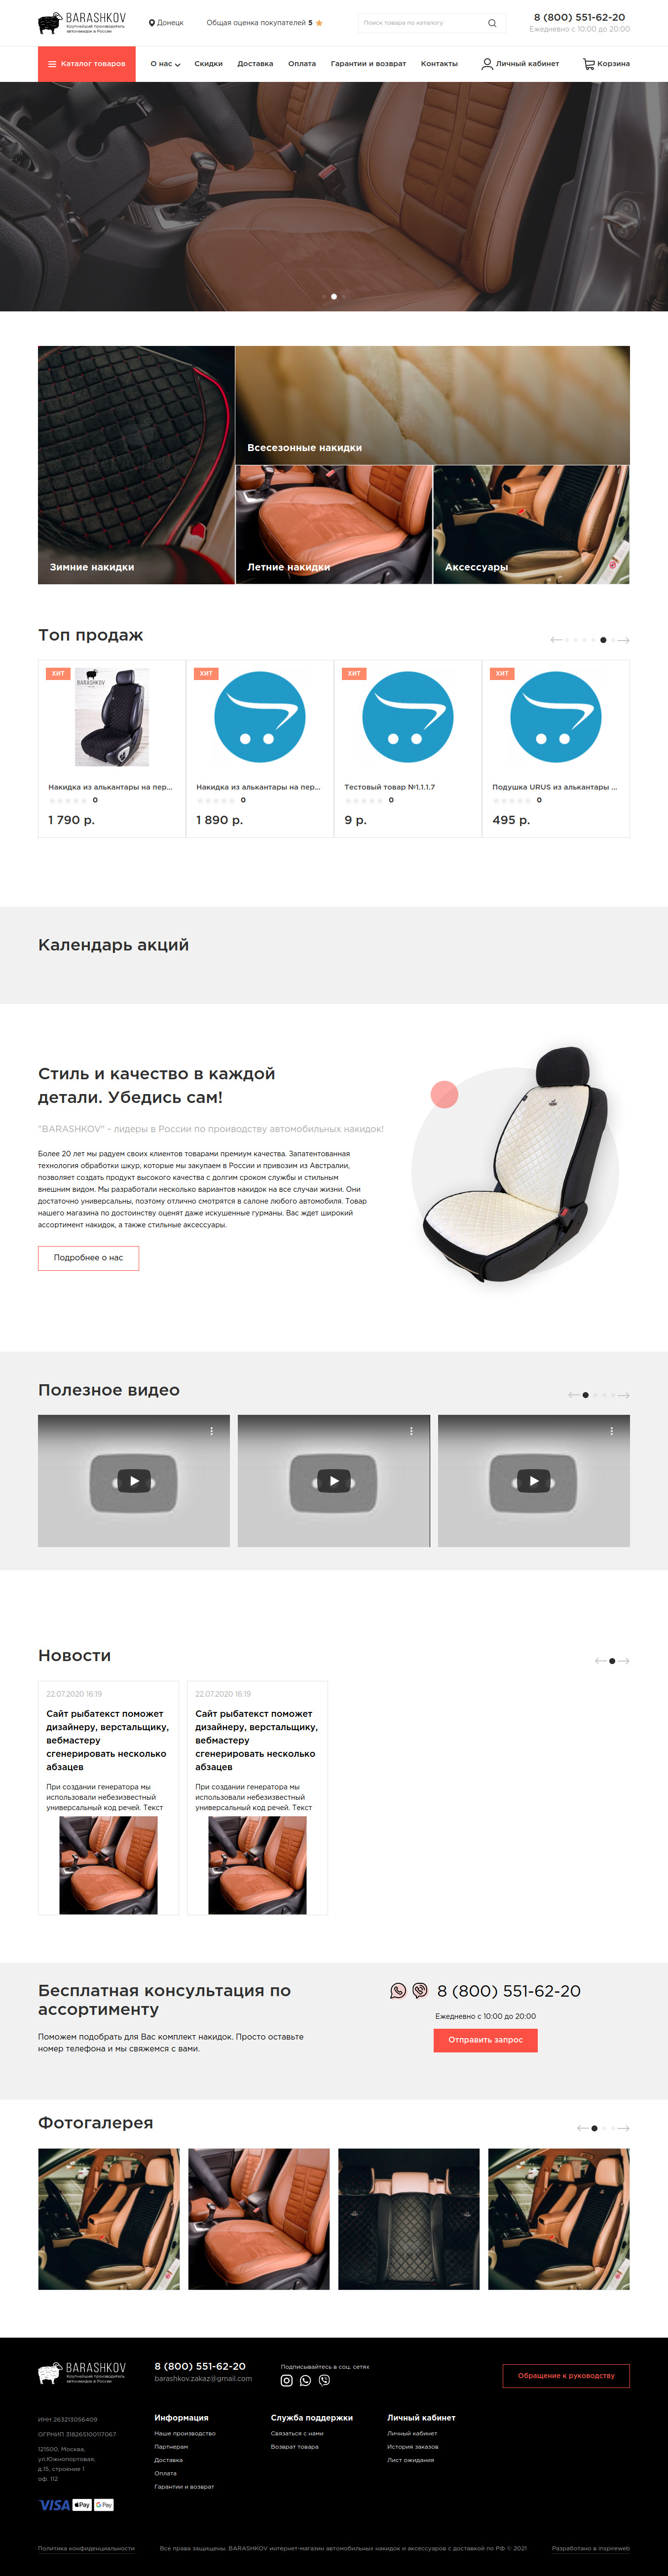 BARASHKOV
Крупнейший производитель
автонакидок в России
Донецк
Общая оценка покупателей 5
Поиск товара по каталогу
8 (800) 551-62-20
Ежедневно с 10:00 до 20:00
Каталог товаров
О нас
Скидки
Доставка
Оплата
Гарантии и возврат
Контакты
Личный кабинет
Корзина
Всесезонные накидки
Зимние накидки
Летние накидки
Аксессуары
Топ продаж
ХИТ
BARASHKOV
ХИТ
ХИТ
ХИТ
Накидка из алькантары на пер...
0
1 790 р.
Накидка из алькантары на пер...
0
1 890 р.
Тестовый товар №1.1.1.7
0
9 р.
Подушка URUS из алькантары ...
0
495 р.
Календарь акций
Стиль и качество в каждой
детали. Убедись сам!
"BARASHKOV" - лидеры в России по проиводству автомобильных накидок!
Более 20 лет мы радуем своих клиентов товарами премиум качества. Запатентованная
технология обработки шкур, которые мы закупаем в России и привозим из Австралии,
позволяет создать продукт высокого качества с долгим сроком службы и стильным
внешним видом. Мы разработали несколько вариантов накидок на все случаи жизни. Они
достаточно универсальны, поэтому отлично смотрятся в салоне любого автомобиля. Товар
нашего магазина по достоинству оценят даже искушенные гурманы. Вас ждет широкий
ассортимент накидок, а также стильные аксессуары.
Подробнее о нас
Полезное видео
Новости
22.07.2020 16:19
Сайт рыбатекст поможет
дизайнеру, верстальщику,
вебмастеру
сгенерировать несколько
абзацев
При создании генератора мы
использовали небезизвестный
универсальный код речей. Текст
22.07.2020 16:19
Сайт рыбатекст поможет
дизайнеру, верстальщику,
вебмастеру
сгенерировать несколько
абзацев
При создании генератора мы
использовали небезизвестный
универсальный код речей. Текст
Бесплатная консультация по
ассортименту
Поможем подобрать для Вас комплект накидок. Просто оставьте
номер телефона и мы свяжемся с вами.
8 (800) 551-62-20
Ежедневно с 10:00 до 20:00
Отправить запрос
Фотогалерея
BARASHKOV
Крупнейший производитель
автонакидок в России
8 (800) 551-62-20
barashkov.zakaz@gmail.com
Подписывайтесь в соц. сетях
Обращение к руководству
ИНН 263213056409
ОГРНИП 318265100117067
121500, Москва,
ул.Южнопортовая,
д.15, строение 1
оф. 112
VISA Pay G Pay
Информация
Наше производство
Партнерам
Доставка
Оплата
Гарантии и возврат
Служба поддержки
Связаться с нами
Возврат товара
Личный кабинет
Личный кабинет
История заказов
Лист ожидания
Политика конфиденциальности
Все права защищены. BARASHKOV интернет-магазин автомобильных накидок и аксессуаров с доставкой по РФ © 2021
Разработано в inspireweb